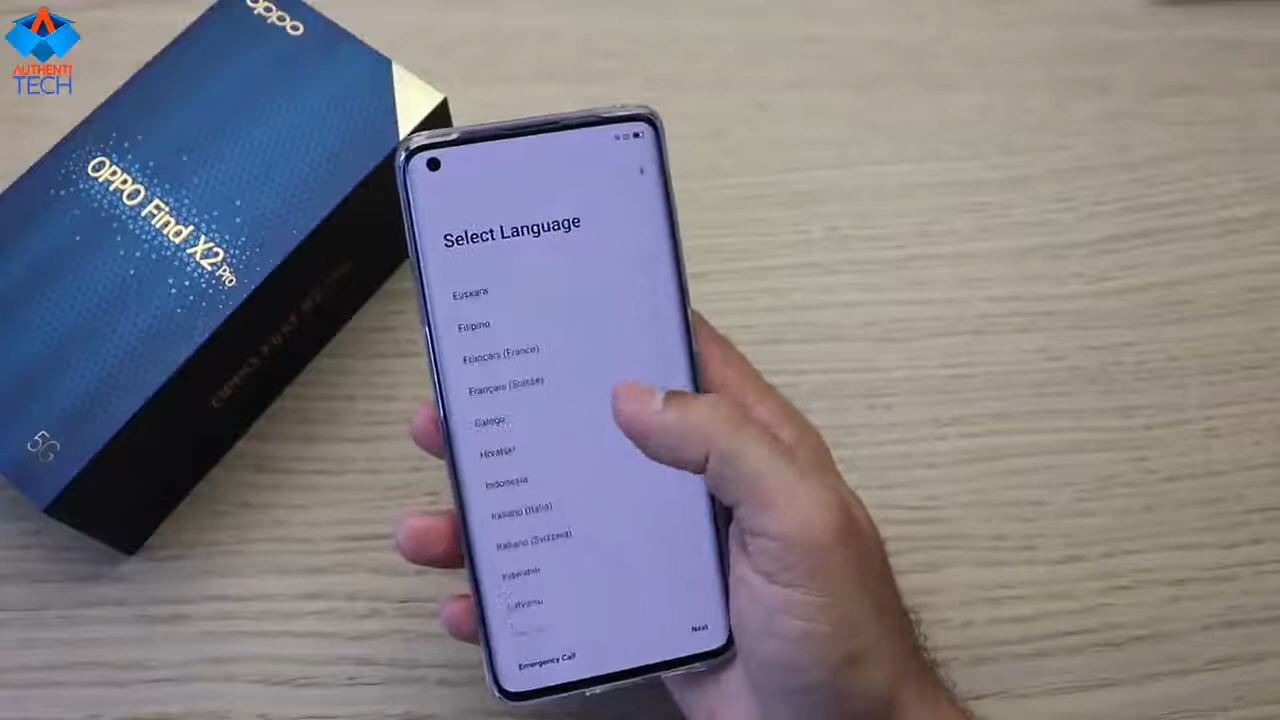 AUTHENTI
TECH
oppo
OPPO Find X2 Pro
5G
Select Language
Euskara
Filipino
Français (France)
Français (Suisse)
Galego
Hrvatski
Indonesia
Italiano (Italia)
Italiano (Svizzera)
Kiswahili
Latviešu
Emergency Call
Next